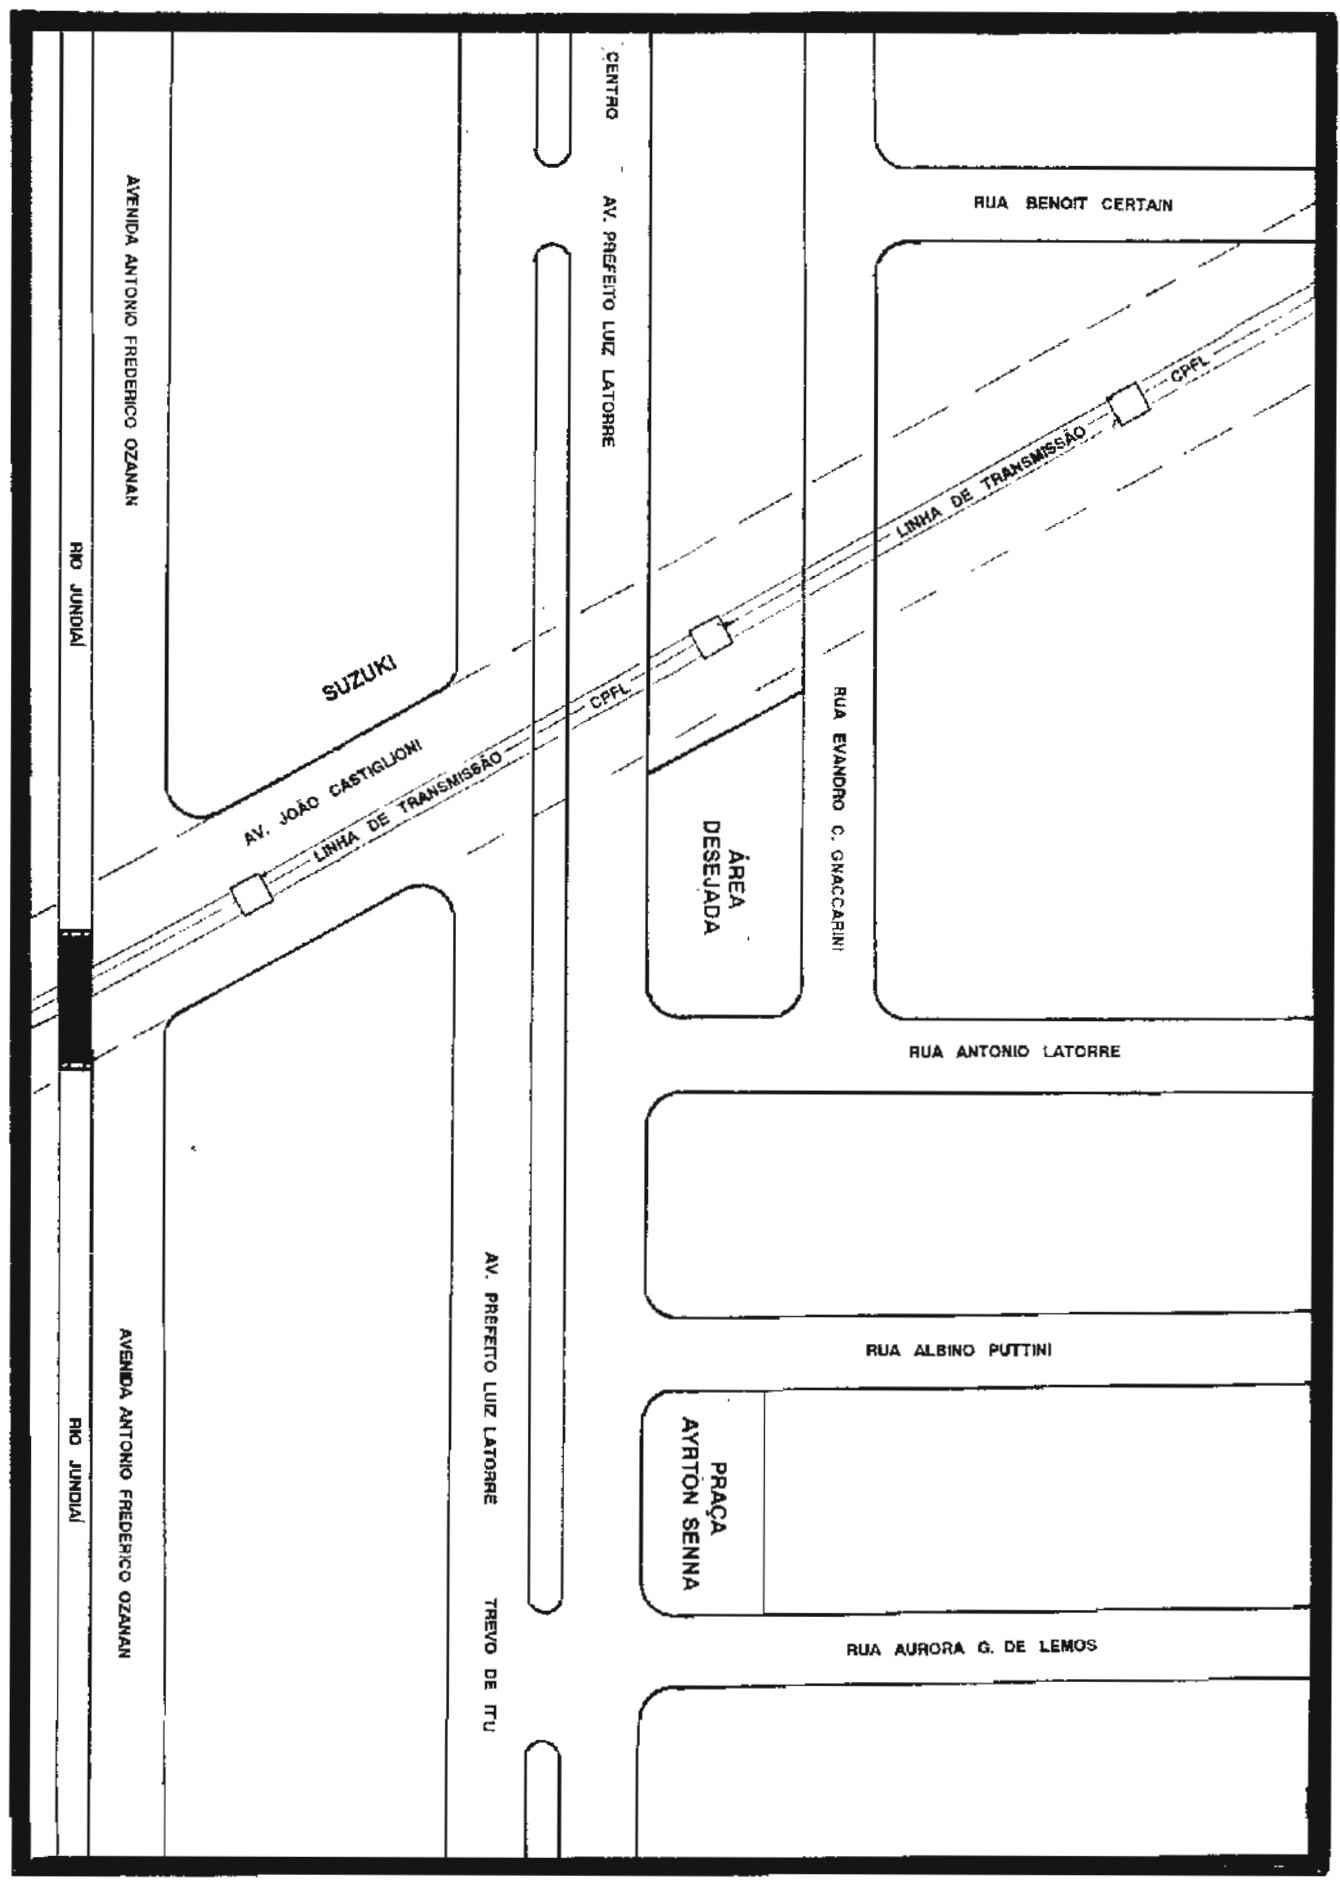 CENTRO
AV. PREFEITO LUIZ LATORRE
RUA BENOIT CERTAIN
AVENIDA ANTONIO FREDERICO OZANAN
RIO JUNDIAÍ
CPFL
LINHA DE TRANSMISSÃO
SUZUKI
CPFL
AV. JOÃO CASTIGLIONI
LINHA DE TRANSMISSÃO
RUA EVANDRO C. GNACCARINI
ÁREA
DESEJADA
RUA ANTONIO LATORRE
AV. PREFEITO LUIZ LATORRE
TREVO DE ITU
RUA ALBINO PUTTINI
AVENIDA ANTONIO FREDERICO OZANAN
RIO JUNDIAÍ
PRAÇA
AYRTON SENNA
RUA AURORA G. DE LEMOS